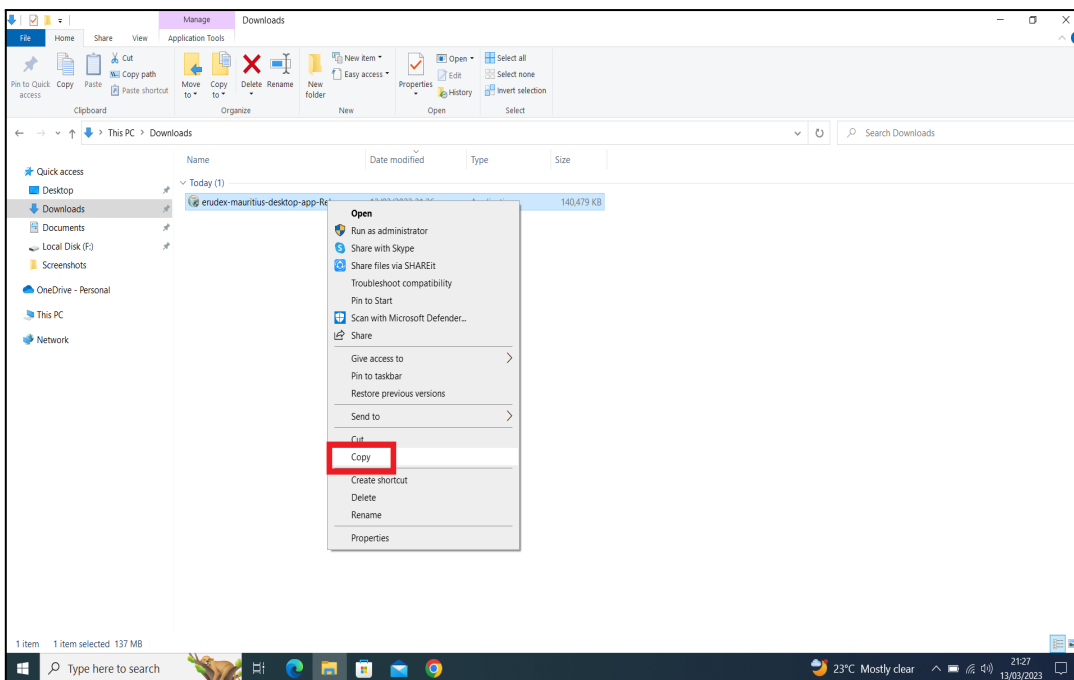 Manage
Downloads
File Home Share View Application Tools
Pin to Quick access
Copy
Paste
Cut
Copy path
Paste shortcut
Clipboard
Move to
Copy to
Delete
Rename
Organize
New folder
New item
Easy access
New
Properties
Open
Edit
History
Open
Select all
Select none
Invert selection
Select
This PC > Downloads
Search Downloads
Name Date modified Type Size
Today (1)
erudex-mauritius-desktop-app-Re 140,479 KB
Quick access
Desktop
Downloads
Documents
Local Disk (F:)
Screenshots
OneDrive - Personal
This PC
Network
Open
Run as administrator
Share with Skype
Share files via SHAREit
Troubleshoot compatibility
Pin to Start
Scan with Microsoft Defender...
Share
Give access to
Pin to taskbar
Restore previous versions
Send to
Cut
Copy
Create shortcut
Delete
Rename
Properties
1 item 1 item selected 137 MB
Type here to search
23°C Mostly clear
21:27
13/03/2023